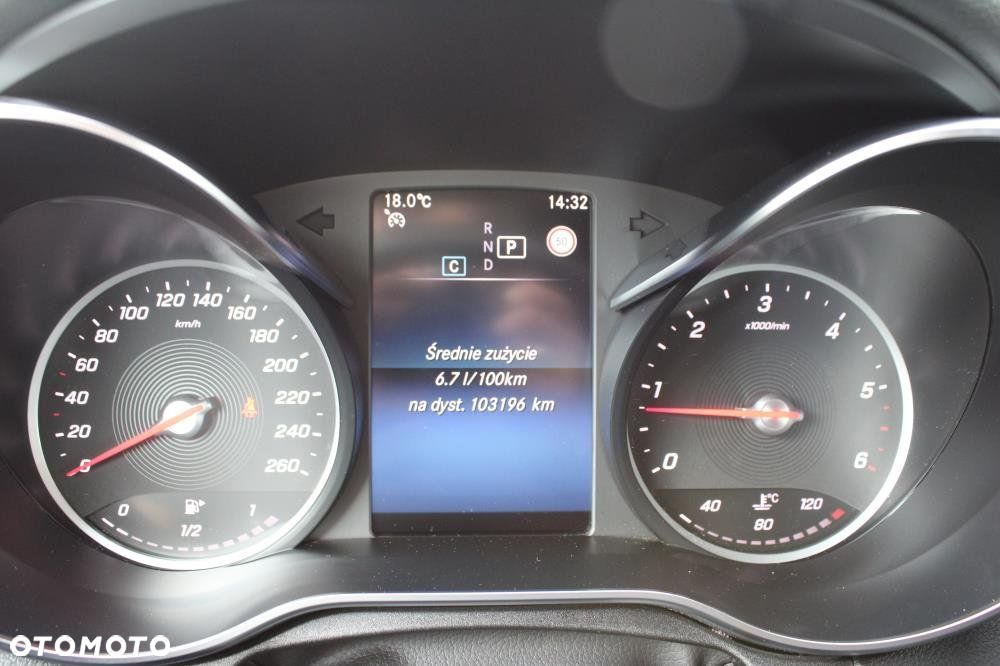 18.0°C 14:32
R
N P
D
C
50
Średnie zużycie
6.7 l/100km
na dyst. 103196 km
0 20 40 60 80 100 120 140 160 180 200 220 240 260
km/h
0 1/2 1
0 1 2 3 4 5 6
x1000/min
40 80 120
°C
OTOMOTO